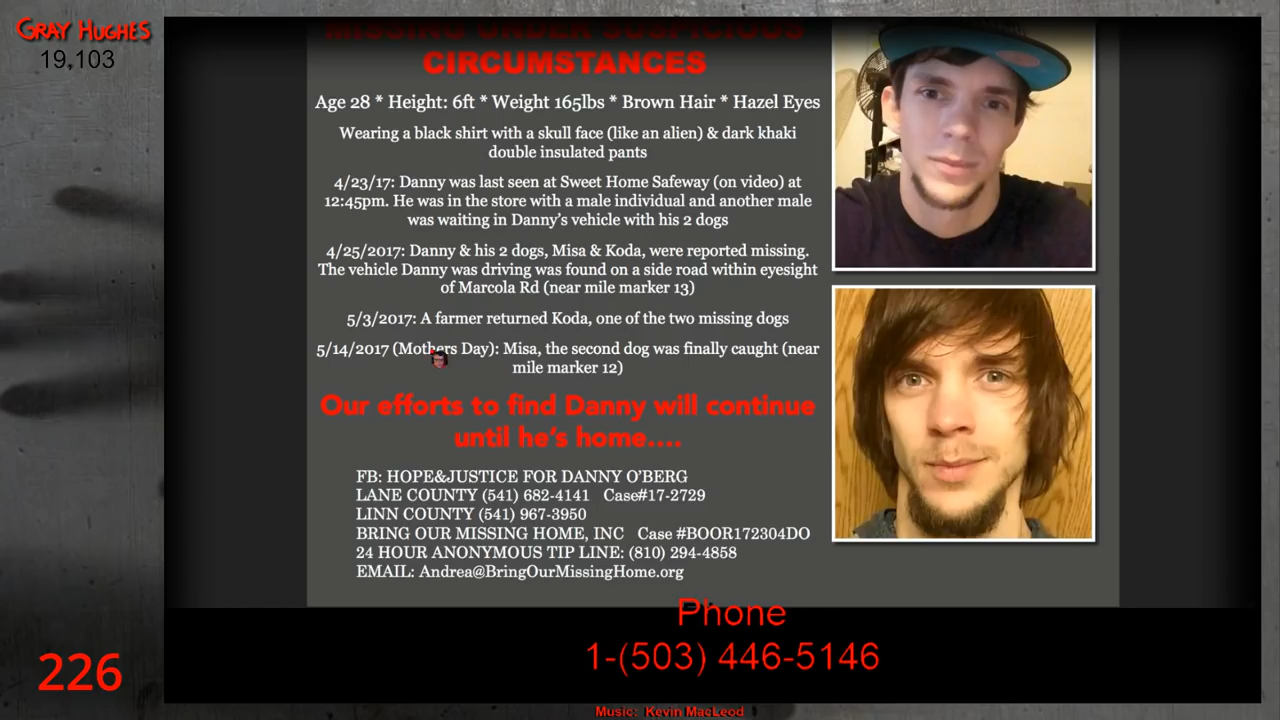 GRAY HUGHES
19,103
MISSING UNDER SUSPICIOUS
CIRCUMSTANCES
Age 28 * Height: 6ft * Weight 165lbs * Brown Hair * Hazel Eyes
Wearing a black shirt with a skull face (like an alien) & dark khaki
double insulated pants
4/23/17: Danny was last seen at Sweet Home Safeway (on video) at
12:45pm. He was in the store with a male individual and another male
was waiting in Danny's vehicle with his 2 dogs
4/25/2017: Danny & his 2 dogs, Misa & Koda, were reported missing.
The vehicle Danny was driving was found on a side road within eyesight
of Marcola Rd (near mile marker 13)
5/3/2017: A farmer returned Koda, one of the two missing dogs
5/14/2017 (Mothers Day): Misa, the second dog was finally caught (near
mile marker 12)
Our efforts to find Danny will continue
until he's home....
FB: HOPE&JUSTICE FOR DANNY O'BERG
LANE COUNTY (541) 682-4141 Case#17-2729
LINN COUNTY (541) 967-3950
BRING OUR MISSING HOME, INC Case #BOOR172304DO
24 HOUR ANONYMOUS TIP LINE: (810) 294-4858
EMAIL: Andrea@BringOurMissingHome.org
Phone
1-(503) 446-5146
226
Music: Kevin MacLeod